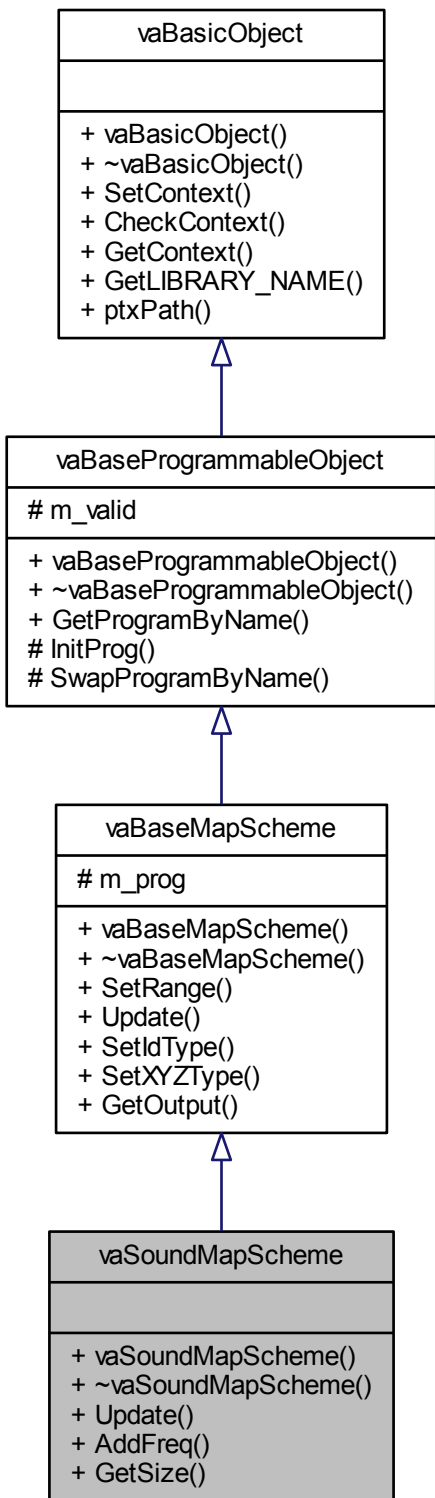 vaBasicObject
+ vaBasicObject()
+ ~vaBasicObject()
+ SetContext()
+ CheckContext()
+ GetContext()
+ GetLIBRARY_NAME()
+ ptxPath()
vaBaseProgrammableObject
# m_valid
+ vaBaseProgrammableObject()
+ ~vaBaseProgrammableObject()
+ GetProgramByName()
# InitProg()
# SwapProgramByName()
vaBaseMapScheme
# m_prog
+ vaBaseMapScheme()
+ ~vaBaseMapScheme()
+ SetRange()
+ Update()
+ SetIdType()
+ SetXYZType()
+ GetOutput()
vaSoundMapScheme
+ vaSoundMapScheme()
+ ~vaSoundMapScheme()
+ Update()
+ AddFreq()
+ GetSize()